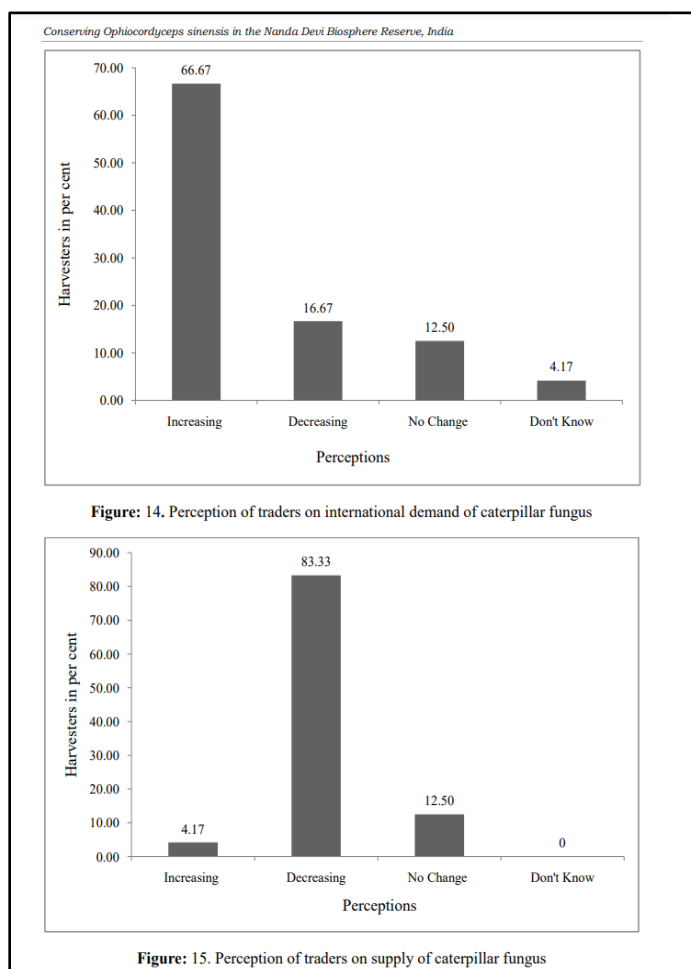 Conserving Ophiocordyceps sinensis in the Nanda Devi Biosphere Reserve, India
Harvesters in per cent
70.00
60.00
50.00
40.00
30.00
20.00
10.00
0.00
66.67
16.67
12.50
4.17
Increasing Decreasing No Change Don't Know
Perceptions
Figure: 14. Perception of traders on international demand of caterpillar fungus
Harvesters in per cent
90.00
80.00
70.00
60.00
50.00
40.00
30.00
20.00
10.00
0.00
4.17
83.33
12.50
0
Increasing Decreasing No Change Don't Know
Perceptions
Figure: 15. Perception of traders on supply of caterpillar fungus